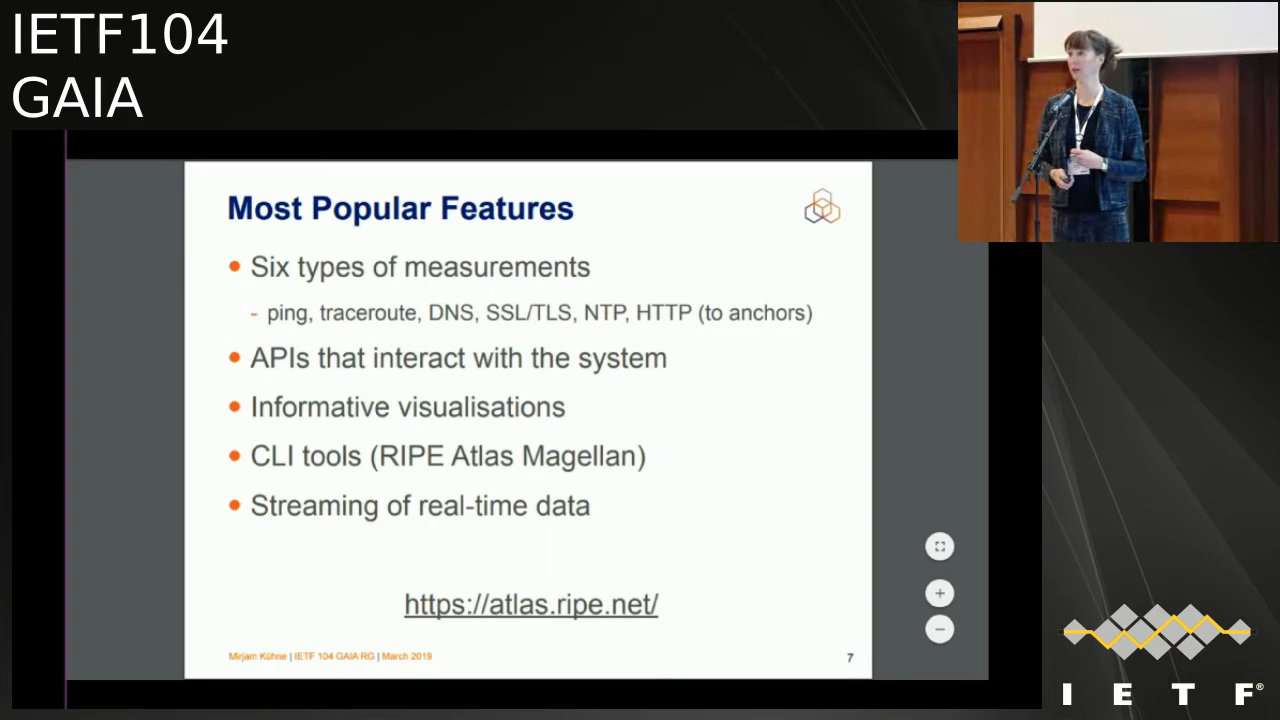 IETF104
GAIA
Most Popular Features
Six types of measurements
- ping, traceroute, DNS, SSL/TLS, NTP, HTTP (to anchors)
APIs that interact with the system
Informative visualisations
CLI tools (RIPE Atlas Magellan)
Streaming of real-time data
https://atlas.ripe.net/
Mirjam Kühne | IETF 104 GAIA RG | March 2019
7
I E T F®